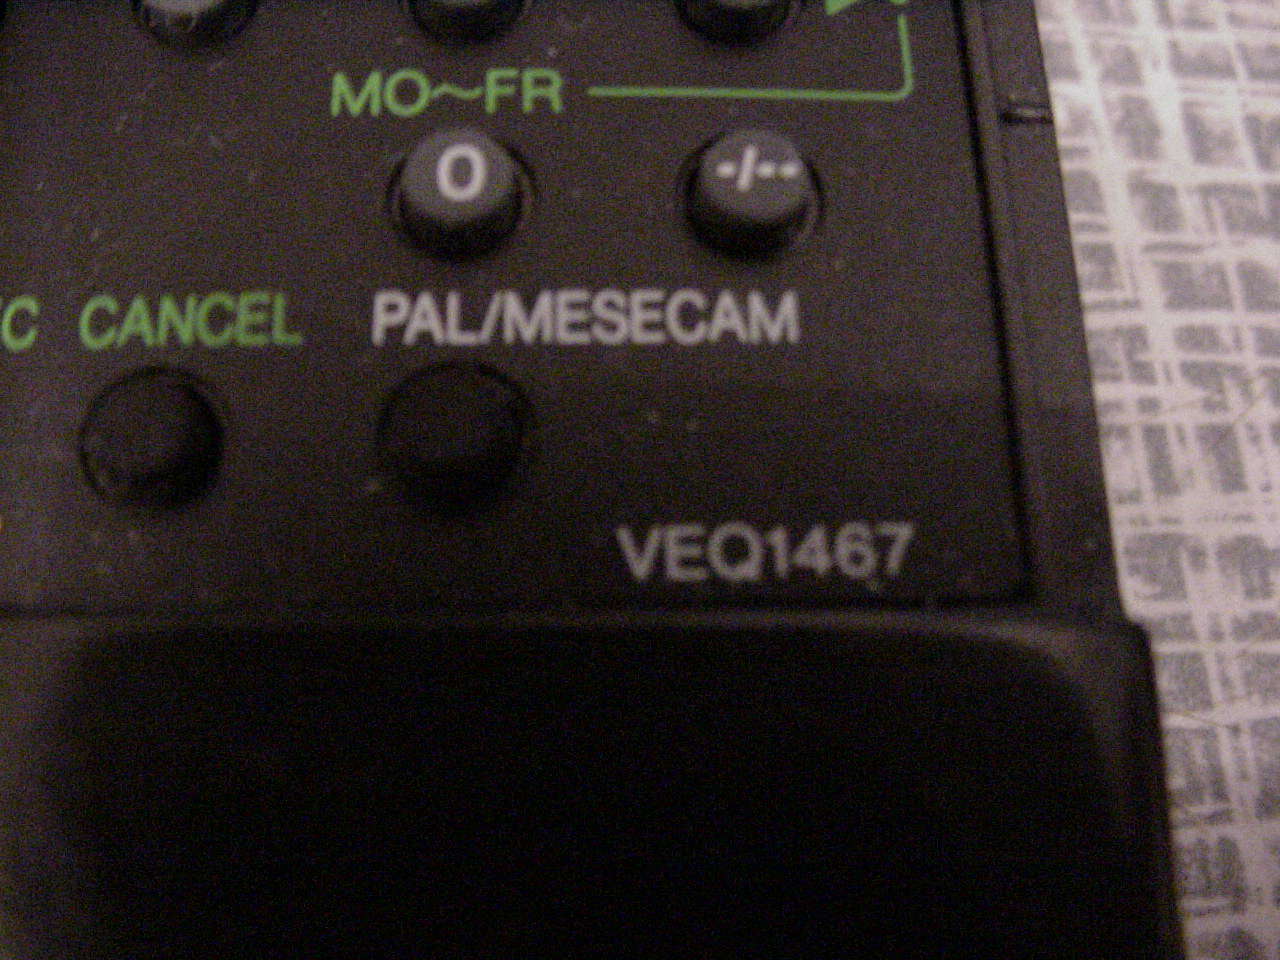 MO~FR
0 -/--
C CANCEL PAL/MESECAM
VEQ1467